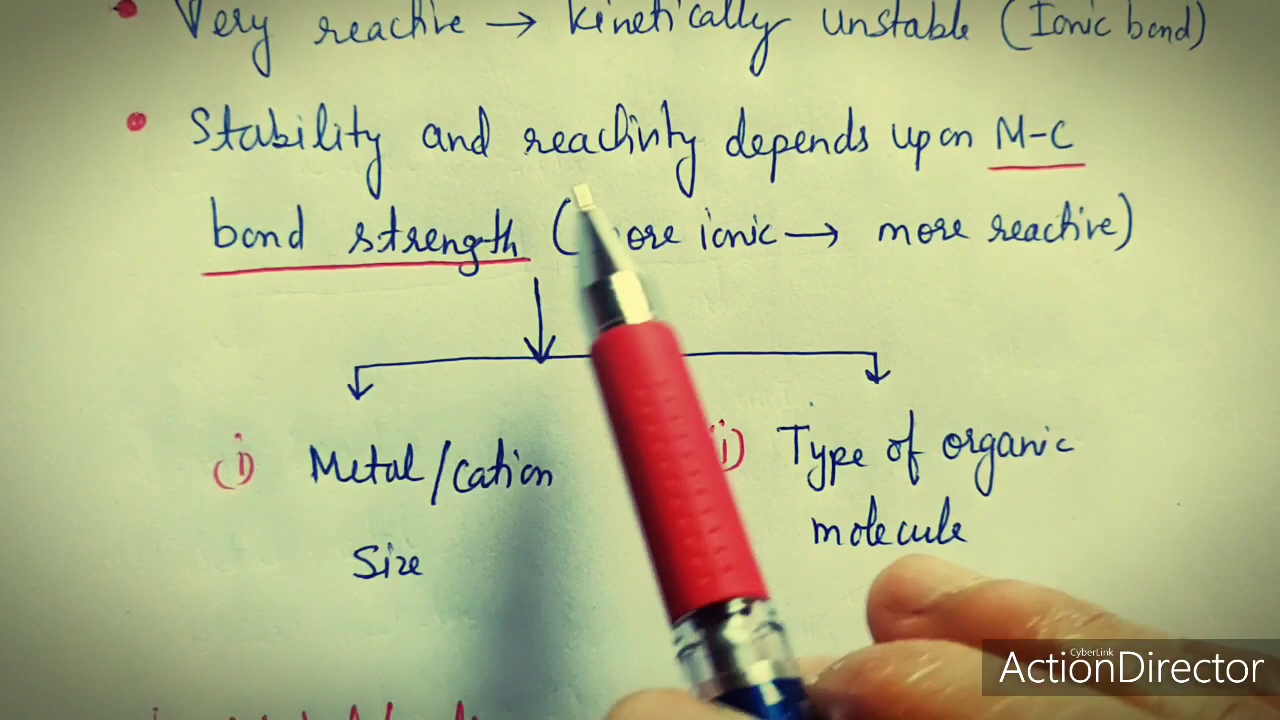 • Very reactive → kinetically unstable (Ionic bond)
• Stability and reactivity depends upon M-C
bond strength (more ionic → more reactive)
(i) Metal/cation
Size
(ii) Type of organic
molecule
CyberLink
ActionDirector